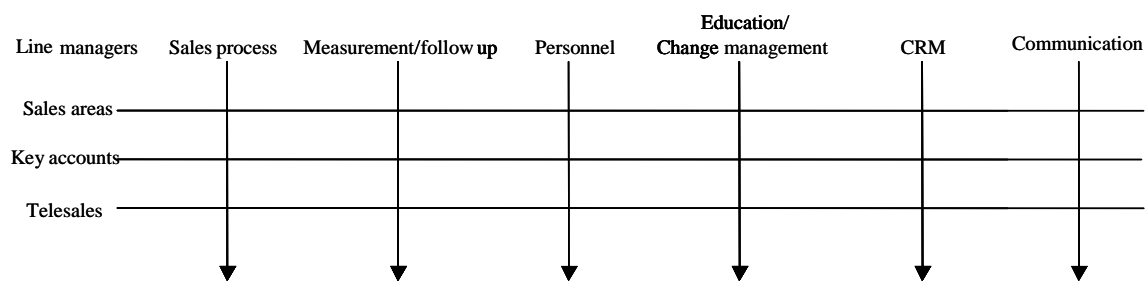 Education/
Line managers Sales process Measurement/follow up Personnel Change management CRM Communication
Sales areas
Key accounts
Telesales